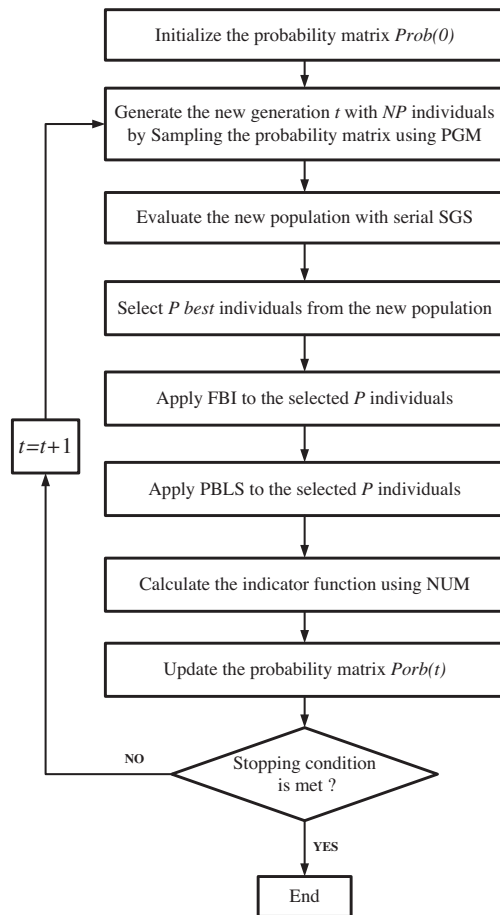 Initialize the probability matrix Prob(0)
Generate the new generation t with NP individuals
by Sampling the probability matrix using PGM
Evaluate the new population with serial SGS
Select P best individuals from the new population
Apply FBI to the selected P individuals
t=t+1
Apply PBLS to the selected P individuals
Calculate the indicator function using NUM
Update the probability matrix Porb(t)
NO
Stopping condition
is met ?
YES
End